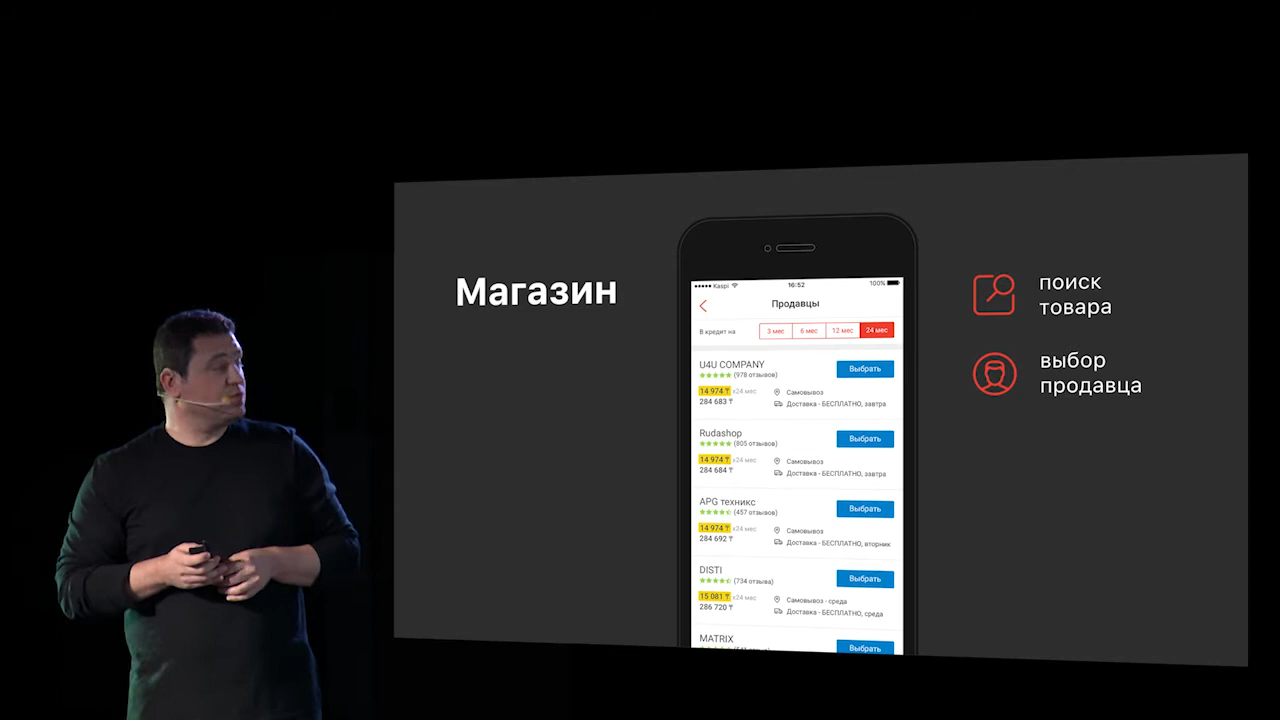 Магазин
Kaspi 16:52 100%
Продавцы
В кредит на 3 мес 6 мес 12 мес 24 мес
U4U COMPANY
(978 отзывов)
Выбрать
14 974 ₸ x24 мес
284 683 ₸
Самовывоз
Доставка - БЕСПЛАТНО, завтра
Rudashop
(805 отзывов)
Выбрать
14 974 ₸ x24 мес
284 684 ₸
Самовывоз
Доставка - БЕСПЛАТНО, завтра
APG техникс
(457 отзывов)
Выбрать
14 974 ₸ x24 мес
284 692 ₸
Самовывоз
Доставка - БЕСПЛАТНО, вторник
DISTI
(734 отзыва)
Выбрать
15 081 ₸ x24 мес
286 720 ₸
Самовывоз - среда
Доставка - БЕСПЛАТНО, среда
MATRIX
Выбрать
поиск
товара
выбор
продавца